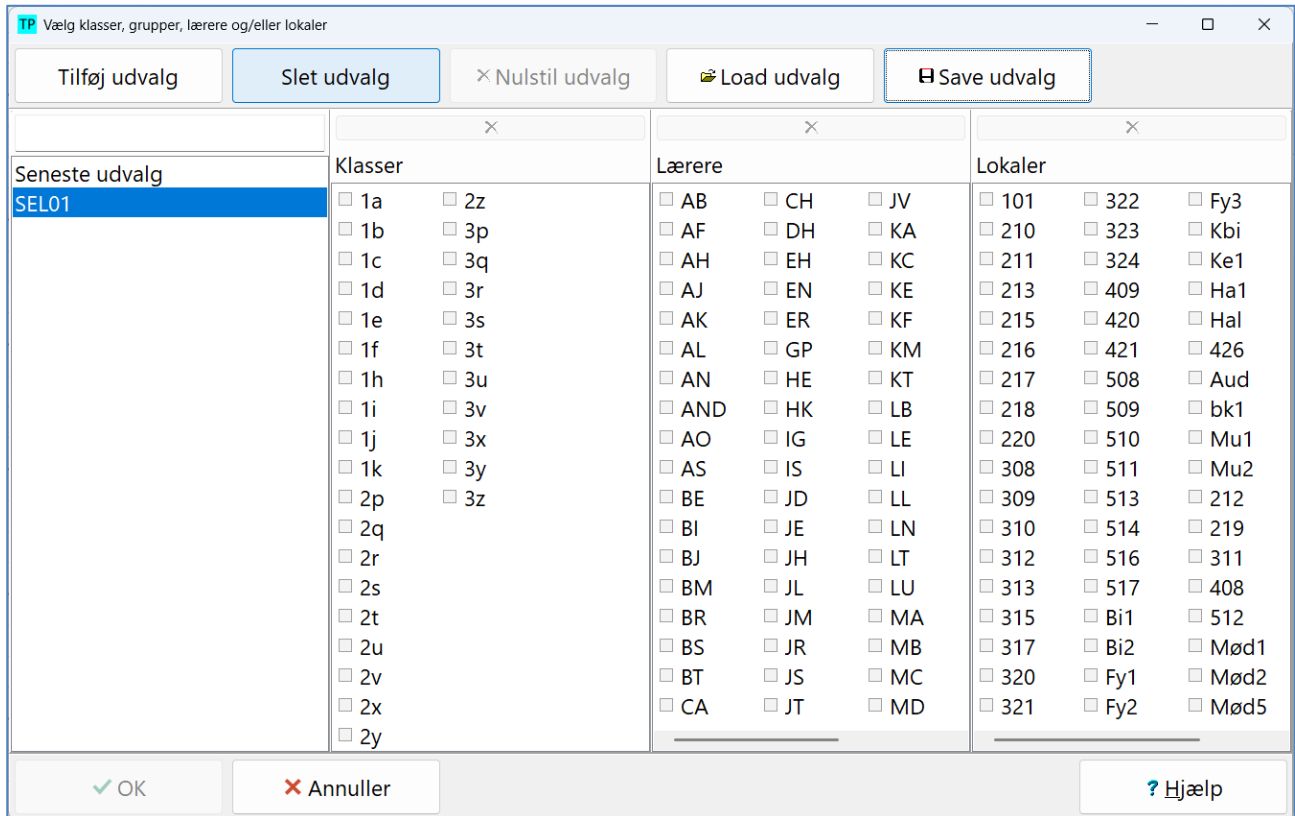 TP Vælg klasser, grupper, lærere og/eller lokaler
Tilføj udvalg Slet udvalg Nulstil udvalg Load udvalg Save udvalg
Seneste udvalg
SEL01
Klasser
1a 2z
1b 3p
1c 3q
1d 3r
1e 3s
1f 3t
1h 3u
1i 3v
1j 3x
1k 3y
2p 3z
2q
2r
2s
2t
2u
2v
2x
2y
Lærere
AB CH JV
AF DH KA
AH EH KC
AJ EN KE
AK ER KF
AL GP KM
AN HE KT
AND HK LB
AO IG LE
AS IS LI
BE JD LL
BI JE LN
BJ JH LT
BM JL LU
BR JM MA
BS JR MB
BT JS MC
CA JT MD
Lokaler
101 322 Fy3
210 323 Kbi
211 324 Ke1
213 409 Ha1
215 420 Hal
216 421 426
217 508 Aud
218 509 bk1
220 510 Mu1
308 511 Mu2
309 513 212
310 514 219
312 516 311
313 517 408
315 Bi1 512
317 Bi2 Mød1
320 Fy1 Mød2
321 Fy2 Mød5
OK Annuller ? Hjælp